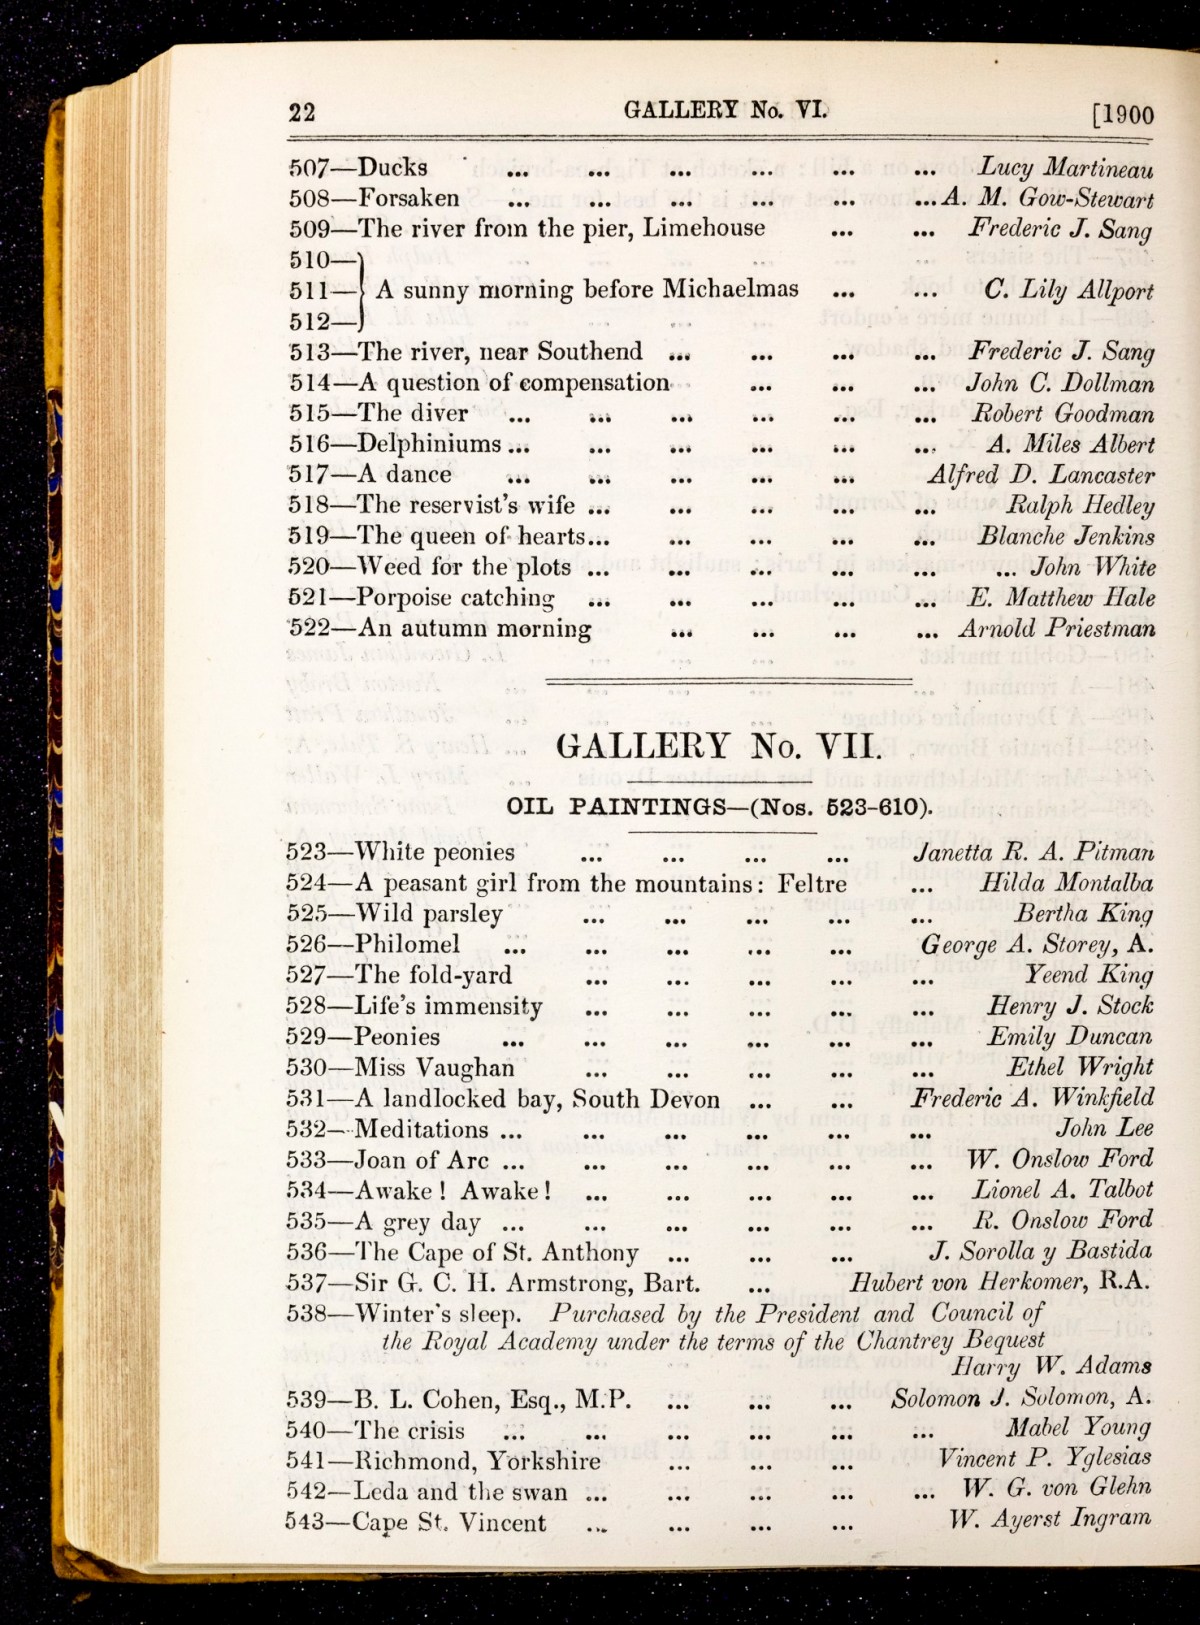 22 GALLERY No. VI. [1900
507—Ducks ... ... ... ... ... ... Lucy Martineau
508—Forsaken ... ... ... ... ... ...A. M. Gow-Stewart
509—The river from the pier, Limehouse ... ... Frederic J. Sang
510—}
511—} A sunny morning before Michaelmas ... ... C. Lily Allport
512—}
513—The river, near Southend ... ... ... ... Frederic J. Sang
514—A question of compensation ... ... ... John C. Dollman
515—The diver ... ... ... ... ... ... Robert Goodman
516—Delphiniums ... ... ... ... ... ... A. Miles Albert
517—A dance ... ... ... ... ... Alfred D. Lancaster
518—The reservist's wife ... ... ... ... ... Ralph Hedley
519—The queen of hearts... ... ... ... ... Blanche Jenkins
520—Weed for the plots ... ... ... ... ... ... John White
521—Porpoise catching ... ... ... ... ... E. Matthew Hale
522—An autumn morning ... ... ... ... Arnold Priestman
GALLERY No. VII.
OIL PAINTINGS—(Nos. 523-610).
523—White peonies ... ... ... ... Janetta R. A. Pitman
524—A peasant girl from the mountains: Feltre ... Hilda Montalba
525—Wild parsley ... ... ... ... ... Bertha King
526—Philomel ... ... ... ... ... George A. Storey, A.
527—The fold-yard ... ... ... ... ... Yeend King
528—Life's immensity ... ... ... ... ... Henry J. Stock
529—Peonies ... ... ... ... ... ... Emily Duncan
530—Miss Vaughan ... ... ... ... ... Ethel Wright
531—A landlocked bay, South Devon ... ... Frederic A. Winkfield
532—Meditations ... ... ... ... ... ... John Lee
533—Joan of Arc ... ... ... ... ... ... W. Onslow Ford
534—Awake! Awake! ... ... ... ... ... Lionel A. Talbot
535—A grey day ... ... ... ... ... ... R. Onslow Ford
536—The Cape of St. Anthony ... ... ... J. Sorolla y Bastida
537—Sir G. C. H. Armstrong, Bart. ... Hubert von Herkomer, R.A.
538—Winter's sleep. Purchased by the President and Council of
the Royal Academy under the terms of the Chantrey Bequest
Harry W. Adams
539—B. L. Cohen, Esq., M.P. ... ... ... Solomon J. Solomon, A.
540—The crisis ... ... ... ... ... ... Mabel Young
541—Richmond, Yorkshire ... ... ... Vincent P. Yglesias
542—Leda and the swan ... ... ... ... ... W. G. von Glehn
543—Cape St. Vincent ... ... ... ... W. Ayerst Ingram